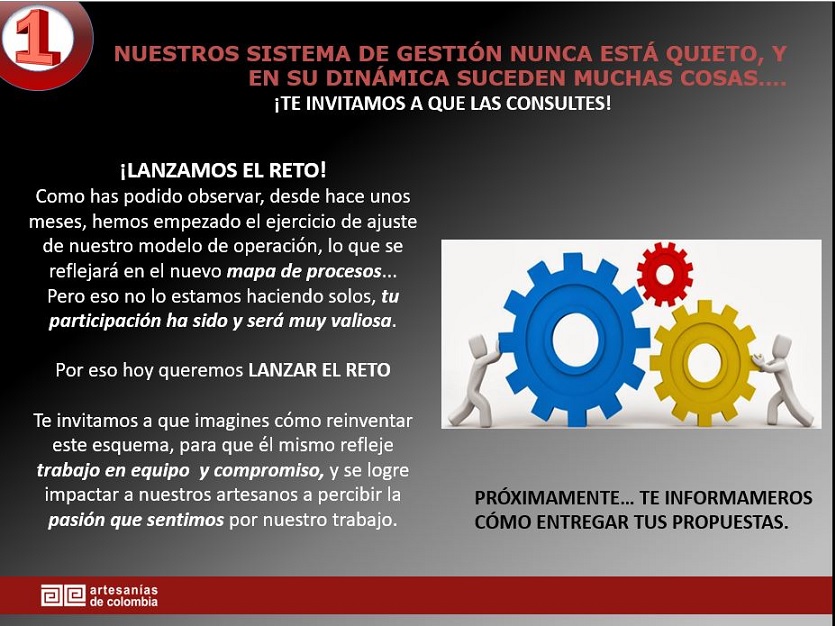 1
NUESTROS SISTEMA DE GESTIÓN NUNCA ESTÁ QUIETO, Y
EN SU DINÁMICA SUCEDEN MUCHAS COSAS....
¡TE INVITAMOS A QUE LAS CONSULTES!
¡LANZAMOS EL RETO!
Como has podido observar, desde hace unos
meses, hemos empezado el ejercicio de ajuste
de nuestro modelo de operación, lo que se
reflejará en el nuevo mapa de procesos...
Pero eso no lo estamos haciendo solos, tu
participación ha sido y será muy valiosa.
Por eso hoy queremos LANZAR EL RETO
Te invitamos a que imagines cómo reinventar
este esquema, para que él mismo refleje
trabajo en equipo y compromiso, y se logre
impactar a nuestros artesanos a percibir la
pasión que sentimos por nuestro trabajo.
PRÓXIMAMENTE... TE INFORMAMEROS
CÓMO ENTREGAR TUS PROPUESTAS.
artesanías
de colombia